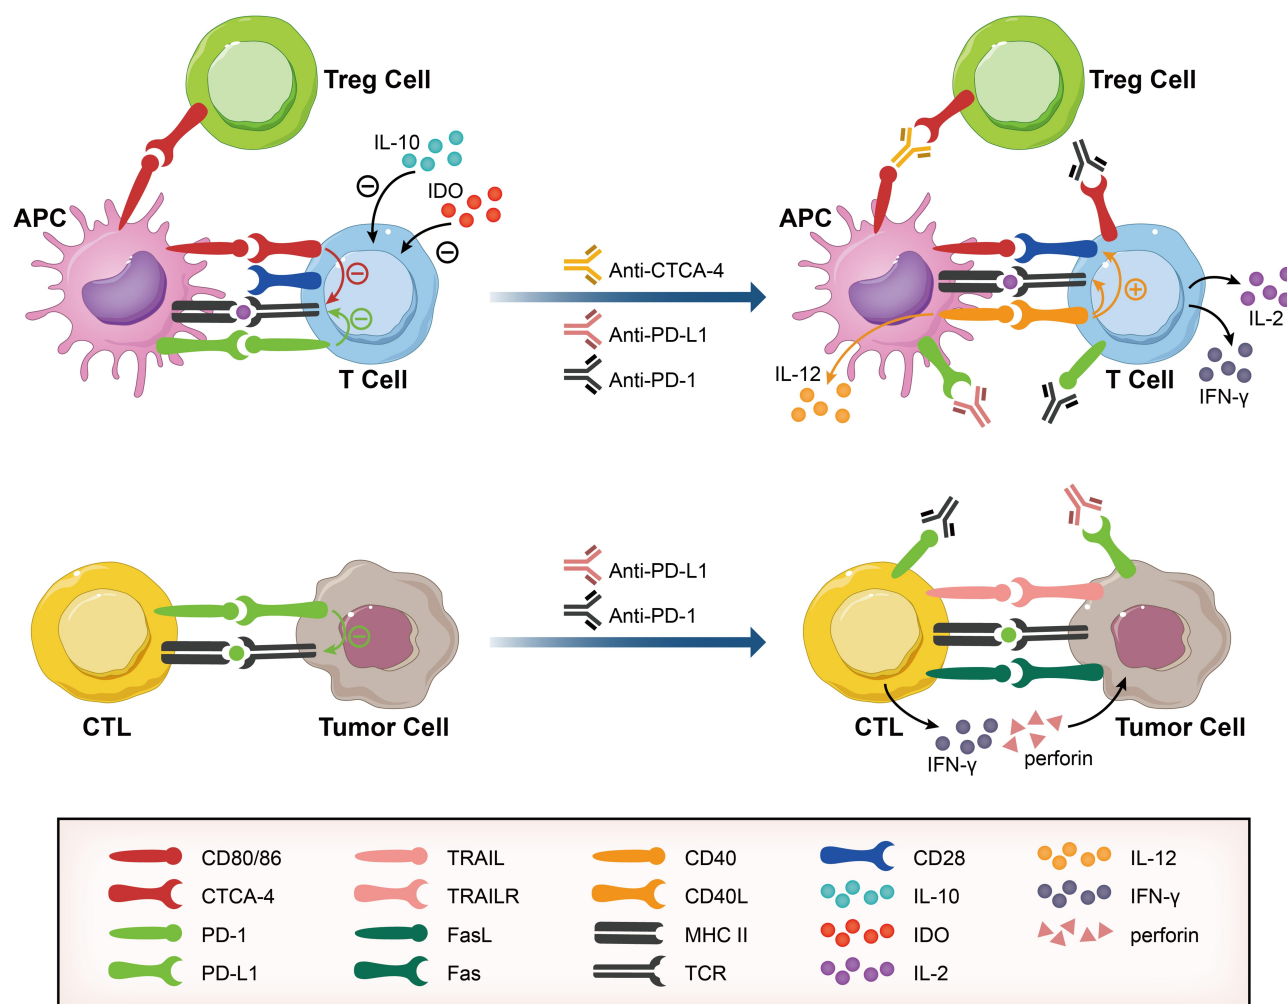 Treg Cell
IL-10
IDO
APC
T Cell
Anti-CTCA-4
Anti-PD-L1
Anti-PD-1
Treg Cell
APC
IL-12
T Cell
IL-2
IFN-γ
CTL
Tumor Cell
Anti-PD-L1
Anti-PD-1
CTL
Tumor Cell
IFN-γ
perforin
CD80/86
TRAIL
CD40
CD28
IL-12
CTCA-4
TRAILR
CD40L
IL-10
IFN-γ
PD-1
FasL
MHC II
IDO
perforin
PD-L1
Fas
TCR
IL-2